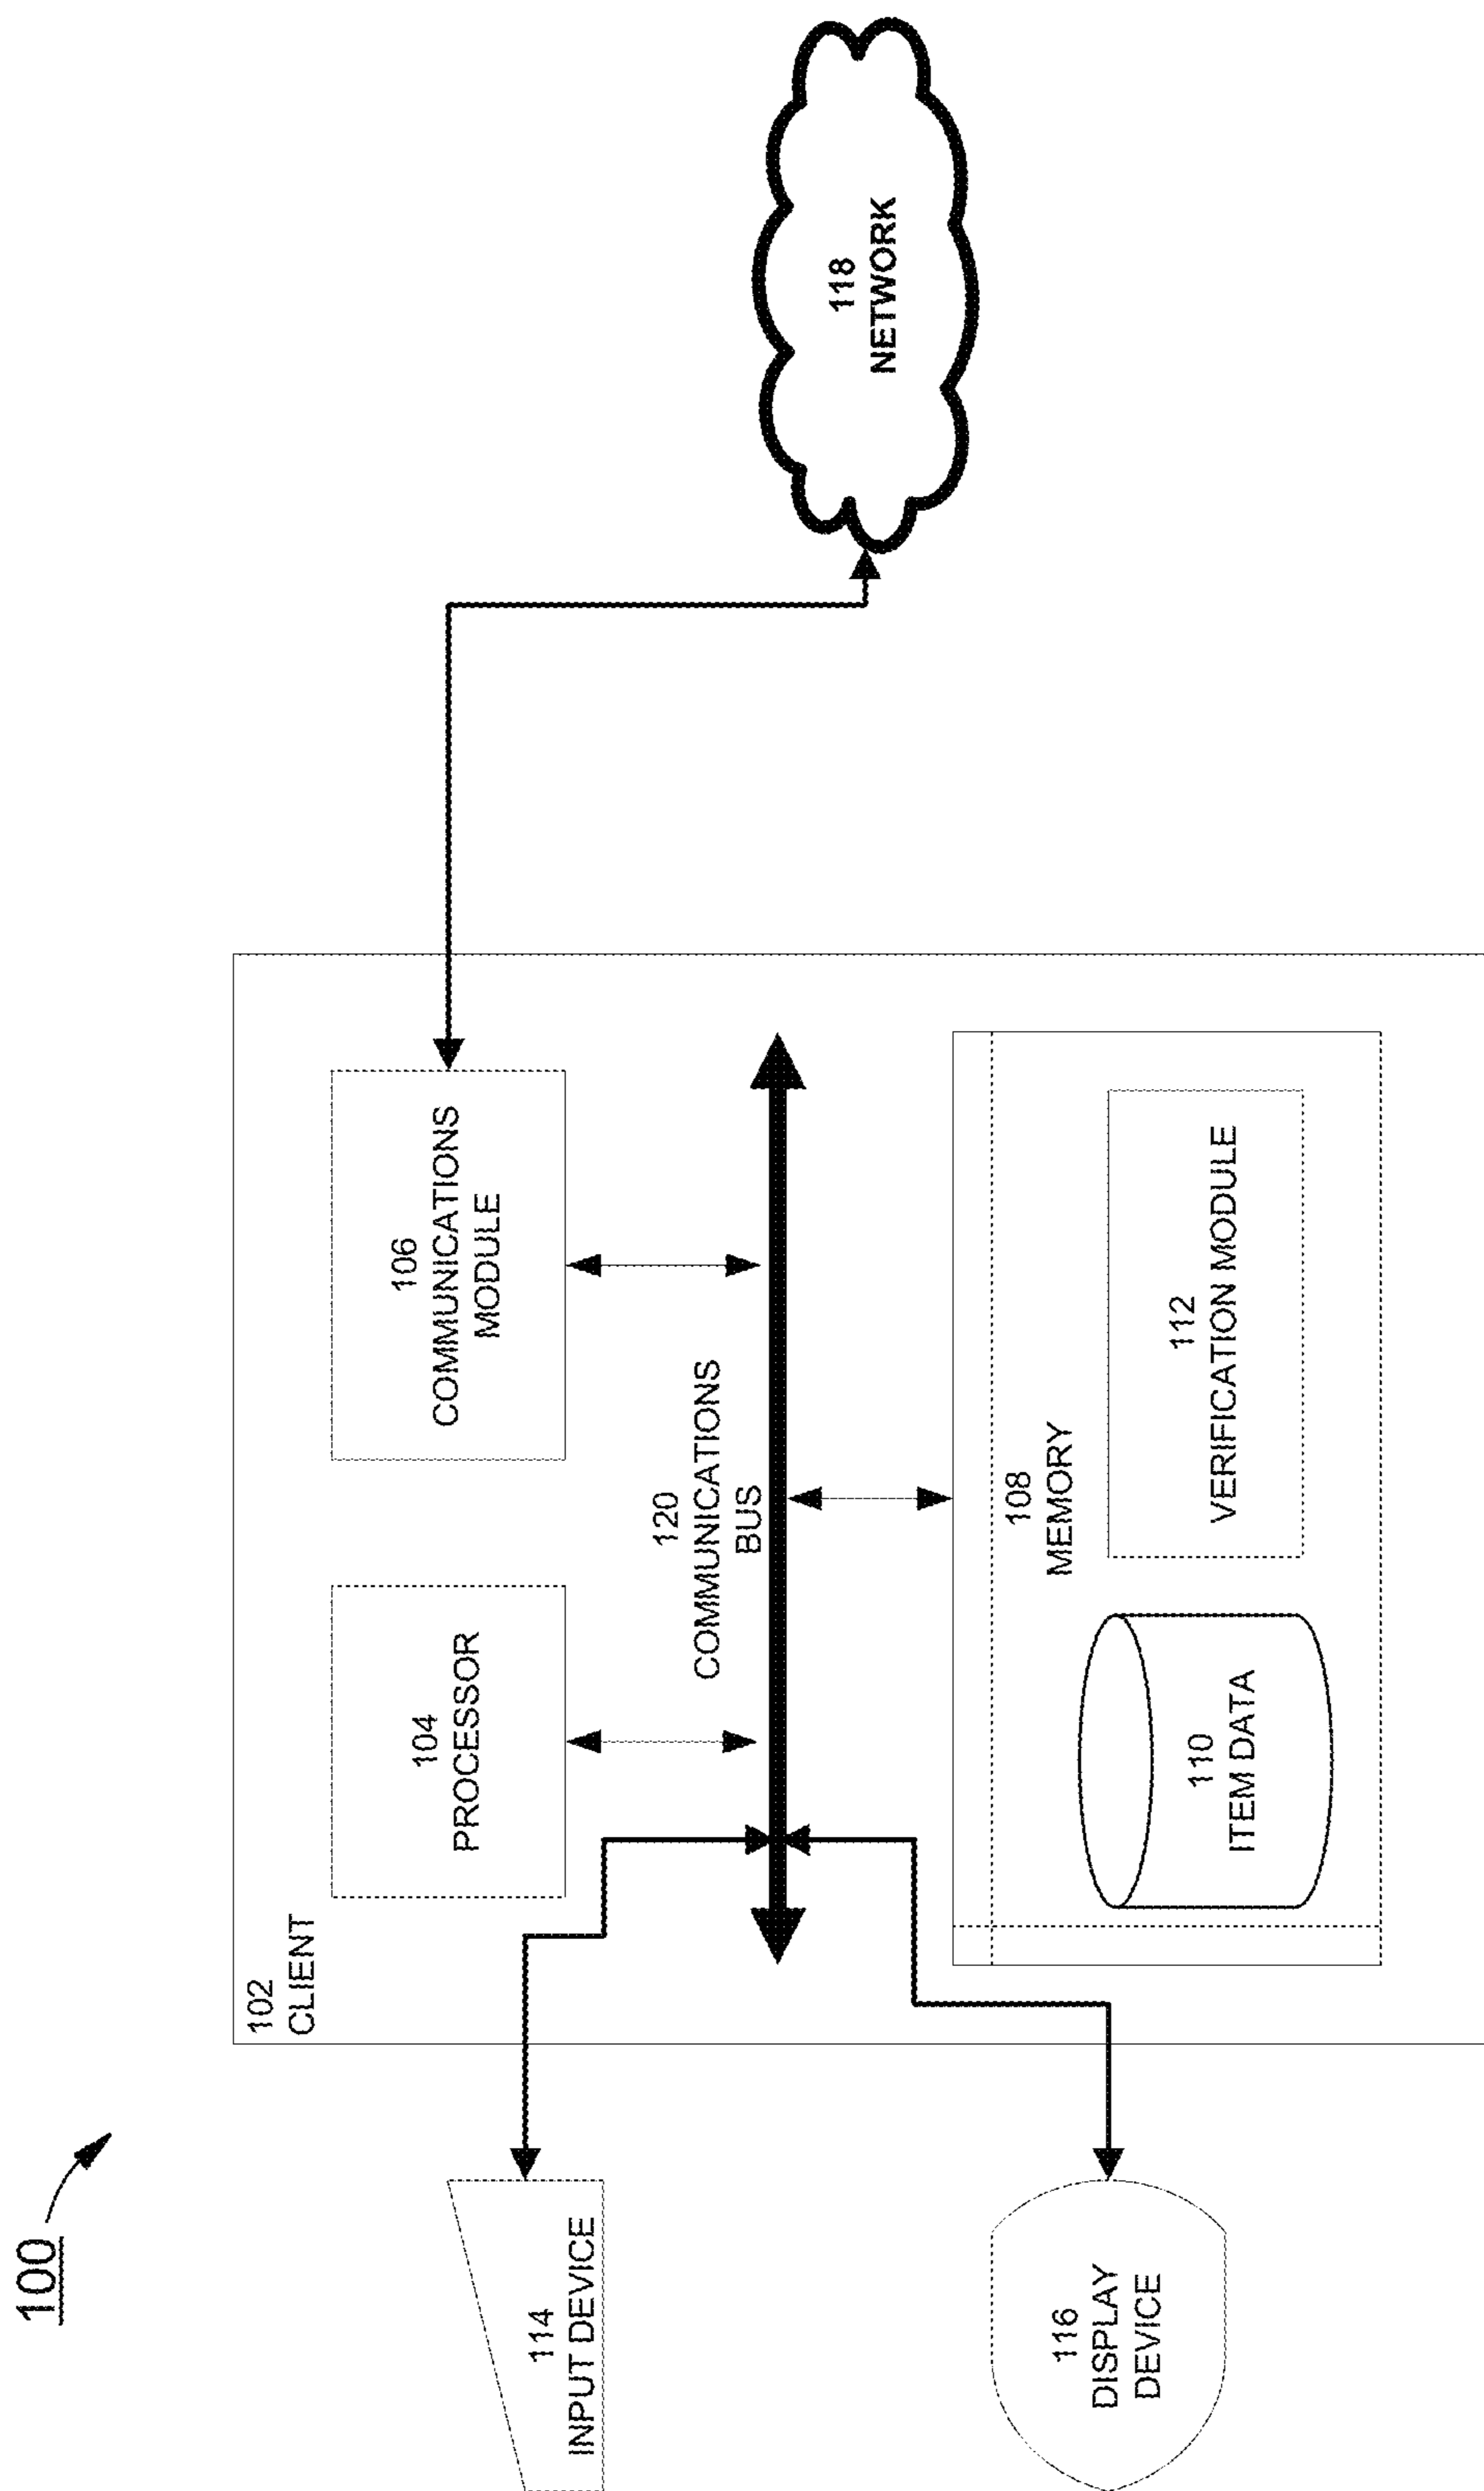 100
102
CLIENT
114
INPUT DEVICE
104
PROCESSOR
106
COMMUNICATIONS
MODULE
120
COMMUNICATIONS
BUS
118
NETWORK
116
DISPLAY
DEVICE
108
MEMORY
110
ITEM DATA
112
VERIFICATION MODULE